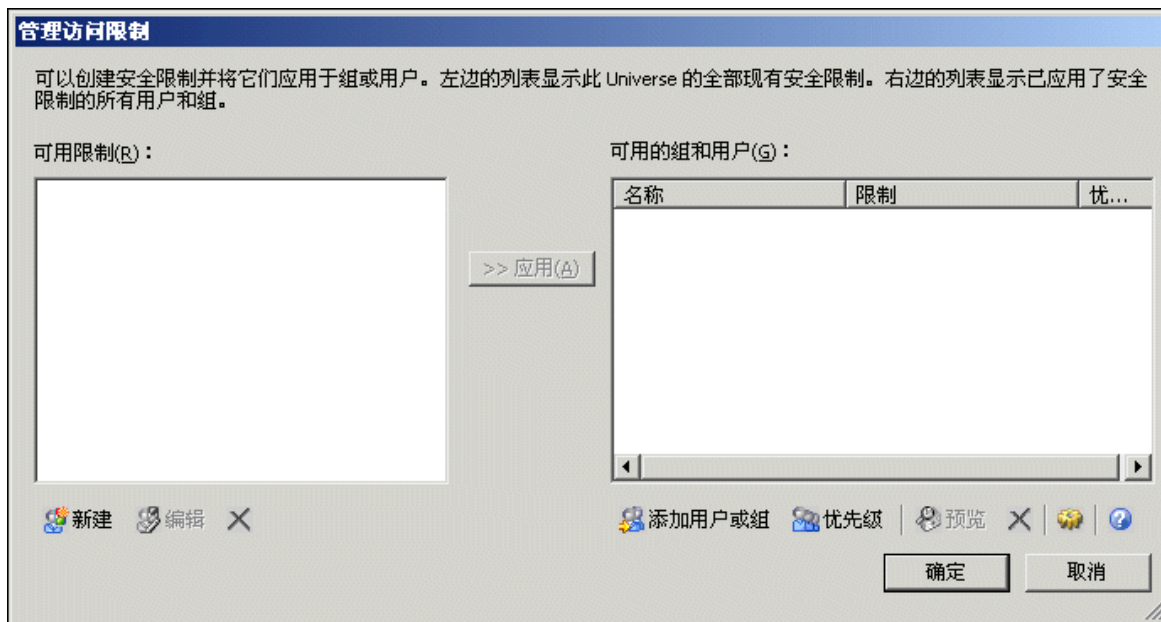 管理访问限制
可以创建安全限制并将它们应用于组或用户。左边的列表显示此 Universe 的全部现有安全限制。右边的列表显示已应用了安全
限制的所有用户和组。
可用限制(R)：
可用的组和用户(G)：
名称 限制 优...
>> 应用(A)
新建 编辑
添加用户或组 优先级 预览
确定 取消